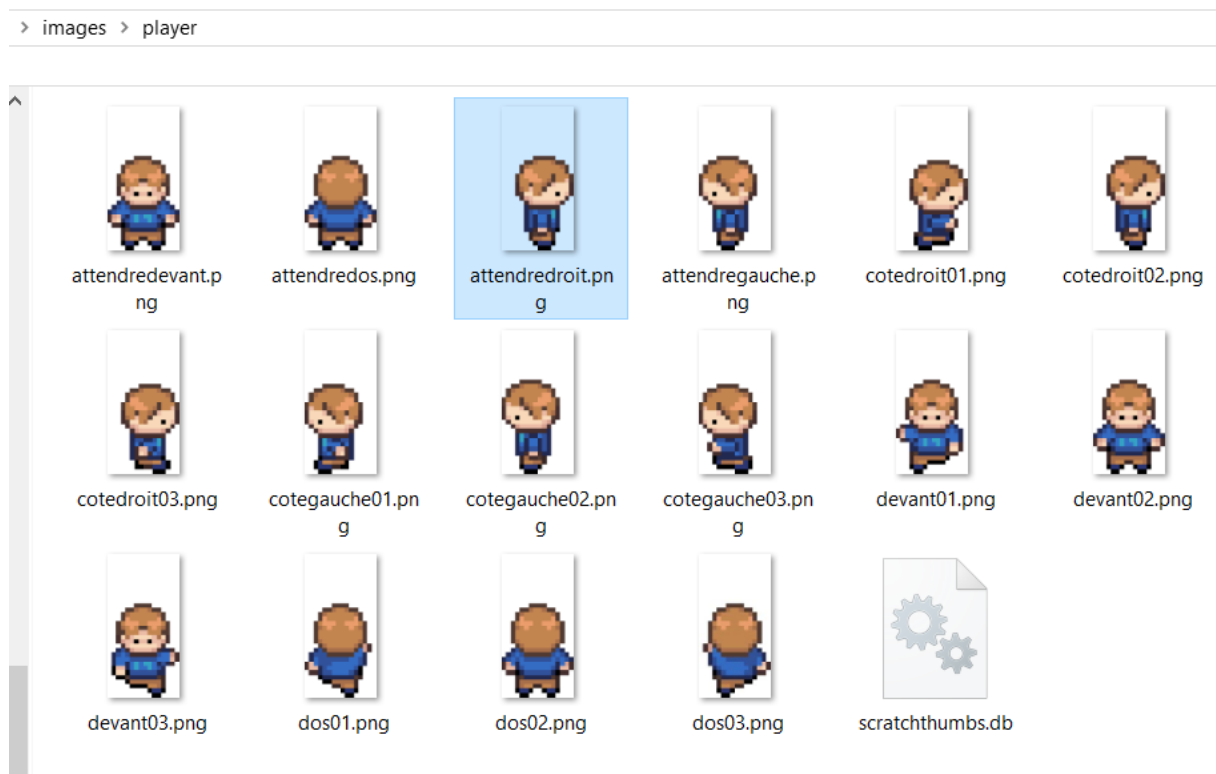 > images > player
attendredevant.p
ng
attendredos.png
attendredroit.pn
g
attendregauche.p
ng
cotedroit01.png
cotedroit02.png
cotedroit03.png
cotegauche01.pn
g
cotegauche02.pn
g
cotegauche03.pn
g
devant01.png
devant02.png
devant03.png
dos01.png
dos02.png
dos03.png
scratchthumbs.db